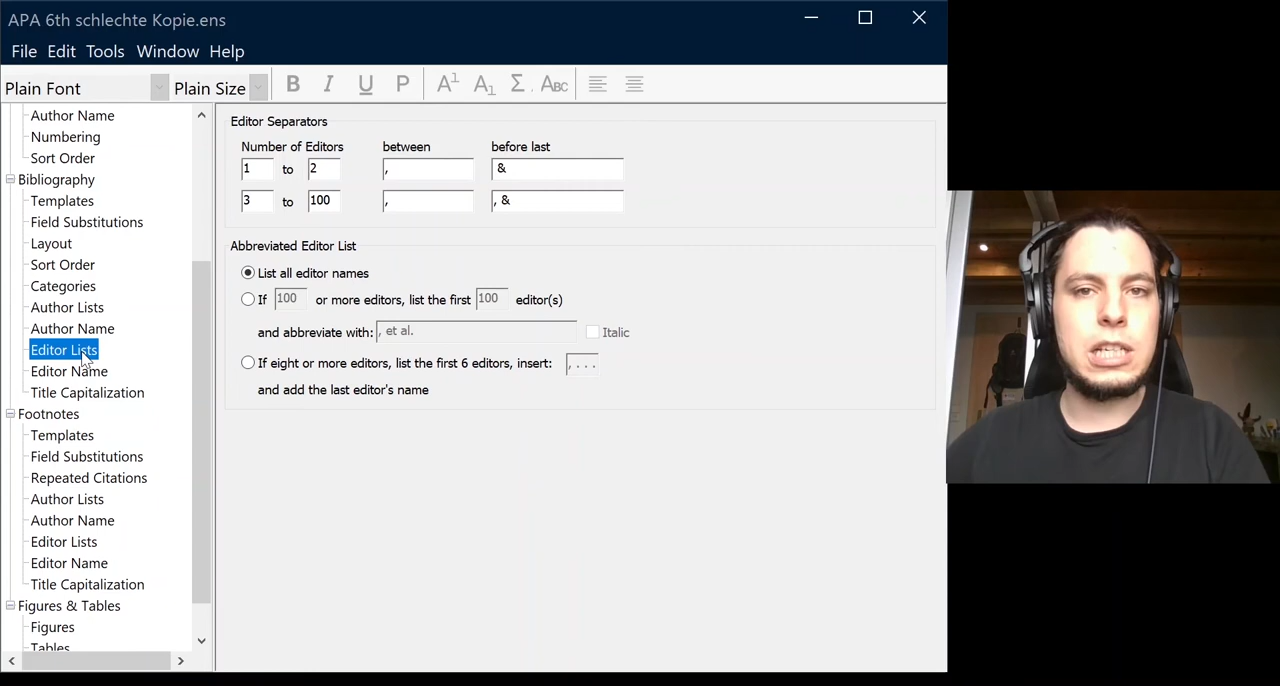 APA 6th schlechte Kopie.ens
File Edit Tools Window Help
Plain Font Plain Size B I U P A1 A1 Σ ABC
Author Name
Numbering
Sort Order
Bibliography
Templates
Field Substitutions
Layout
Sort Order
Categories
Author Lists
Author Name
Editor Lists
Editor Name
Title Capitalization
Footnotes
Templates
Field Substitutions
Repeated Citations
Author Lists
Author Name
Editor Lists
Editor Name
Title Capitalization
Figures & Tables
Figures
Tables
Editor Separators
Number of Editors between before last
1 to 2 , &
3 to 100 , , &
Abbreviated Editor List
List all editor names
If 100 or more editors, list the first 100 editor(s)
and abbreviate with: , et al. Italic
If eight or more editors, list the first 6 editors, insert: , . . .
and add the last editor's name